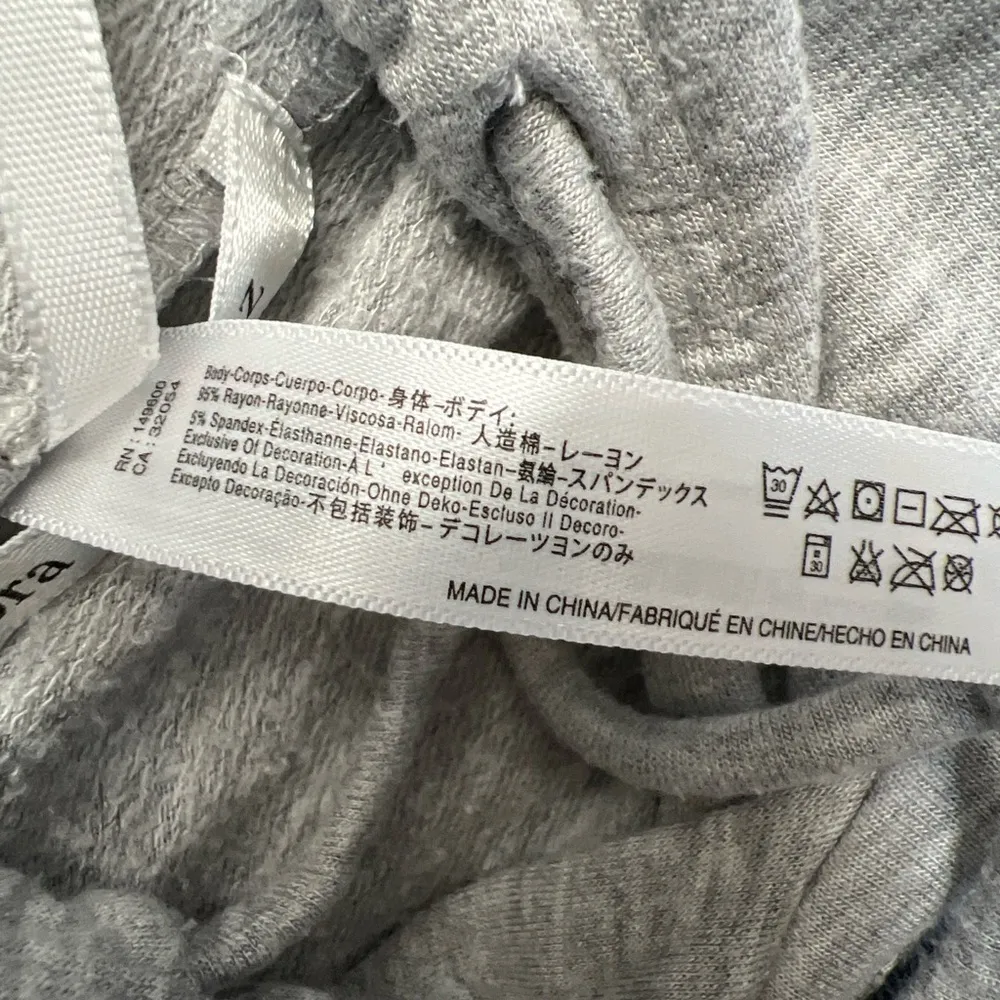 N
RN : 149600
CA : 32054
Body-Corps-Cuerpo-Corpo-身体-ボディ.
95% Rayon-Rayonne-Viscosa-Ralom- 人造棉-レーヨン
5% Spandex-Élasthanne-Elastano-Elastan-氨綸-スパンデックス
Exclusive Of Decoration-À L' exception De La Décoration-
Excluyendo La Decoración-Ohne Deko-Escluso Il Decoro-
Excepto Decoração-不包括装饰-デコレーツヨンのみ
30
30
MADE IN CHINA/FABRIQUÉ EN CHINE/HECHO EN CHINA
ora